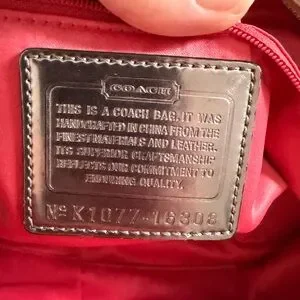 COACH
THIS IS A COACH BAG. IT WAS
HANDCRAFTED IN CHINA FROM THE
FINEST MATERIALS AND LEATHER.
ITS SUPERIOR CRAFTSMANSHIP
REFLECTS OUR COMMITMENT TO
ENDURING QUALITY.
No K1077-16308